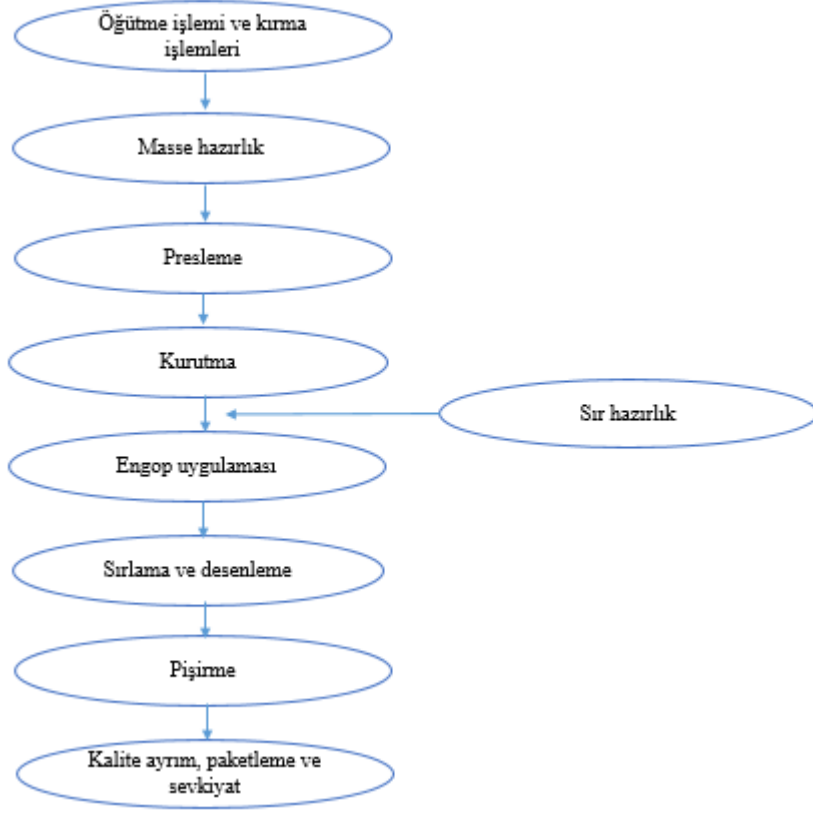 Öğütme işlemi ve kırma
işlemleri
Masse hazırlık
Presleme
Kurutma
Sır hazırlık
Engop uygulaması
Sırlama ve desenleme
Pişirme
Kalite ayrım, paketleme ve
sevkiyat